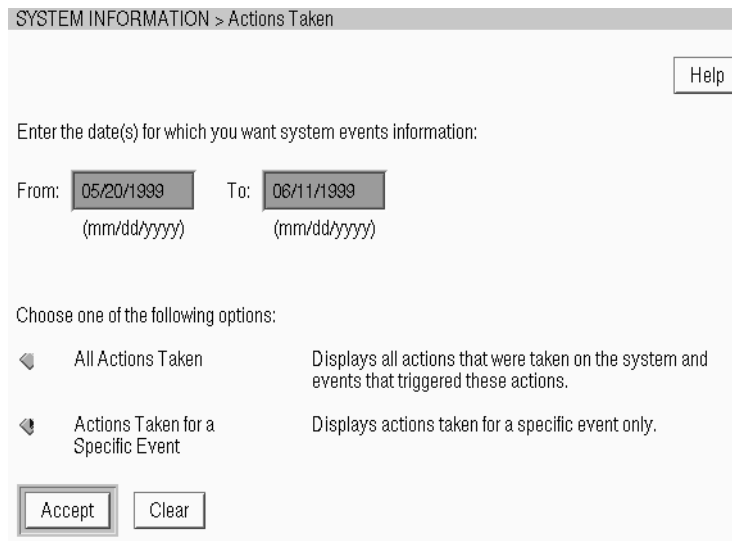 SYSTEM INFORMATION > Actions Taken
Help
Enter the date(s) for which you want system events information:
From: 05/20/1999 To: 06/11/1999
(mm/dd/yyyy) (mm/dd/yyyy)
Choose one of the following options:
All Actions Taken Displays all actions that were taken on the system and
events that triggered these actions.
Actions Taken for a Displays actions taken for a specific event only.
Specific Event
Accept Clear